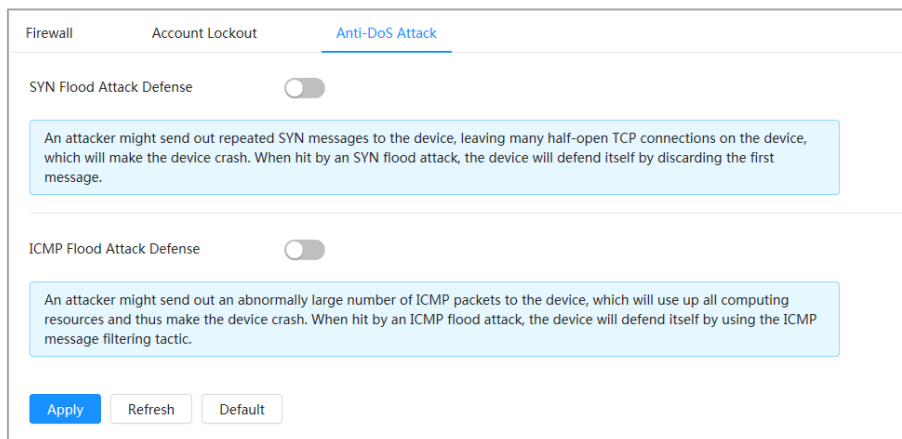 Firewall Account Lockout Anti-DoS Attack
SYN Flood Attack Defense
An attacker might send out repeated SYN messages to the device, leaving many half-open TCP connections on the device,
which will make the device crash. When hit by an SYN flood attack, the device will defend itself by discarding the first
message.
ICMP Flood Attack Defense
An attacker might send out an abnormally large number of ICMP packets to the device, which will use up all computing
resources and thus make the device crash. When hit by an ICMP flood attack, the device will defend itself by using the ICMP
message filtering tactic.
Apply Refresh Default